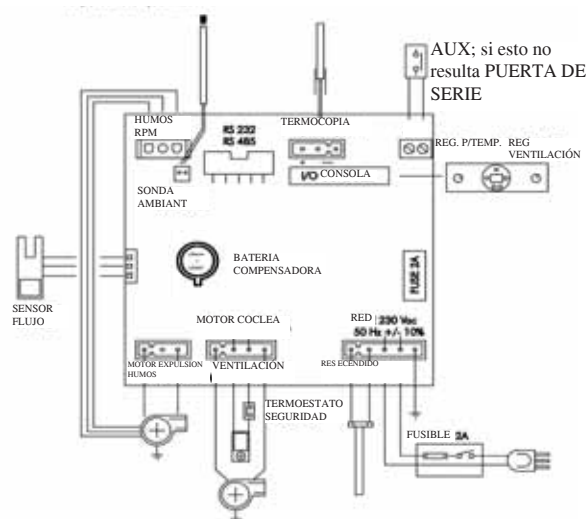 AUX; si esto no
resulta PUERTA DE
SERIE
HUMOS
RPM
RS 232
RS 485
TERMOCOPIA
REG. P/TEMP. REG
VENTILACIÓN
I/O CONSOLA
SONDA
AMBIANT
BATERIA
COMPENSADORA
FUSE 2A
SENSOR
FLUJO
MOTOR COCLEA
RED 230 Vac
50 Hz +/- 10%
MOTOR EXPULSION
HUMOS
VENTILACIÓN
RES ECENDIDO
TERMOESTATO
SEGURIDAD
FUSIBLE 2A